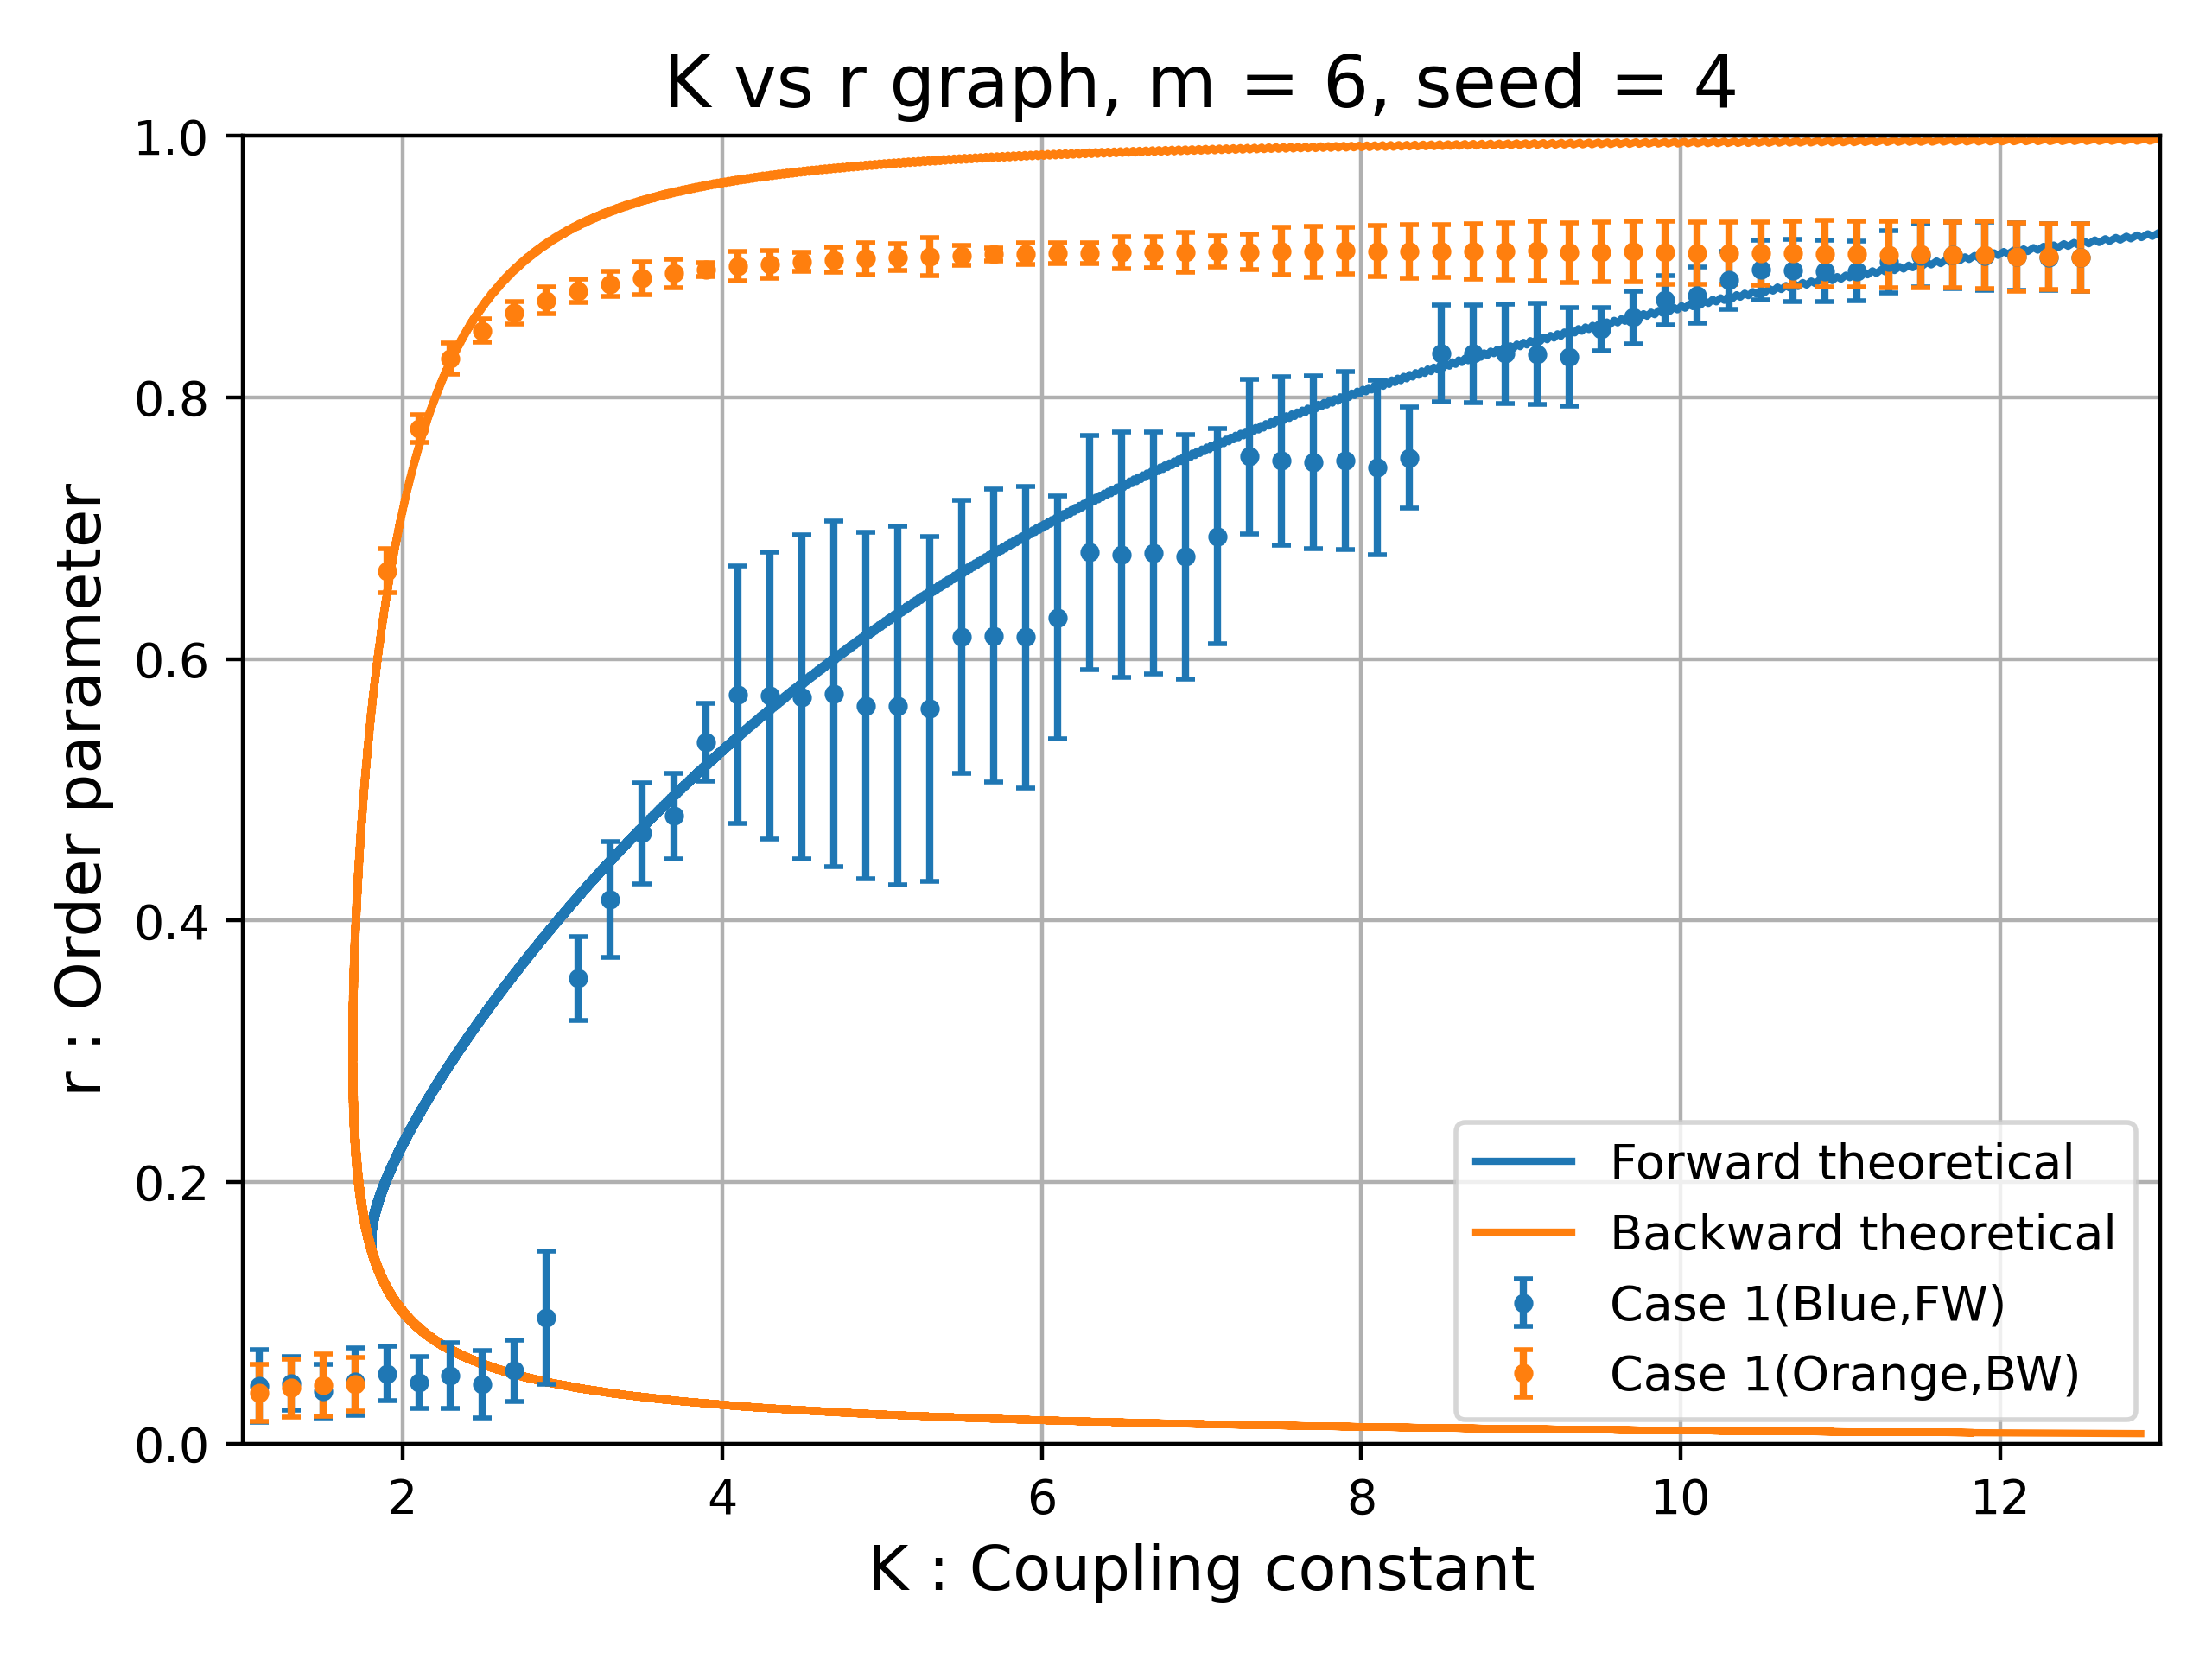 K vs r graph, m = 6, seed = 4
1.0
0.8
0.6
0.4
0.2
0.0
r : Order parameter
2 4 6 8 10 12
K : Coupling constant
Forward theoretical
Backward theoretical
Case 1(Blue,FW)
Case 1(Orange,BW)